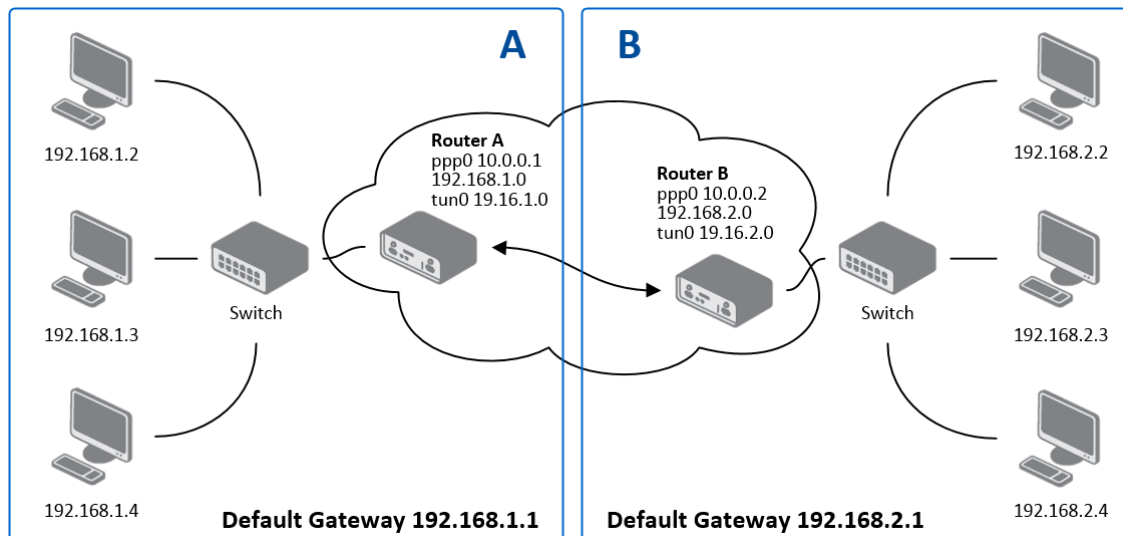 A
B
192.168.1.2
192.168.1.3
192.168.1.4
Switch
Router A
ppp0 10.0.0.1
192.168.1.0
tun0 19.16.1.0
Default Gateway 192.168.1.1
Router B
ppp0 10.0.0.2
192.168.2.0
tun0 19.16.2.0
Switch
192.168.2.2
192.168.2.3
192.168.2.4
Default Gateway 192.168.2.1